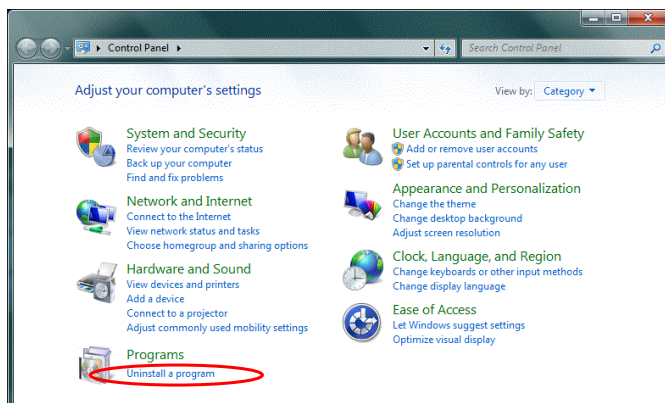 Control Panel
Search Control Panel
Adjust your computer's settings
View by: Category
System and Security
Review your computer's status
Back up your computer
Find and fix problems
Network and Internet
Connect to the Internet
View network status and tasks
Choose homegroup and sharing options
Hardware and Sound
View devices and printers
Add a device
Connect to a projector
Adjust commonly used mobility settings
Programs
Uninstall a program
User Accounts and Family Safety
Add or remove user accounts
Set up parental controls for any user
Appearance and Personalization
Change the theme
Change desktop background
Adjust screen resolution
Clock, Language, and Region
Change keyboards or other input methods
Change display language
Ease of Access
Let Windows suggest settings
Optimize visual display